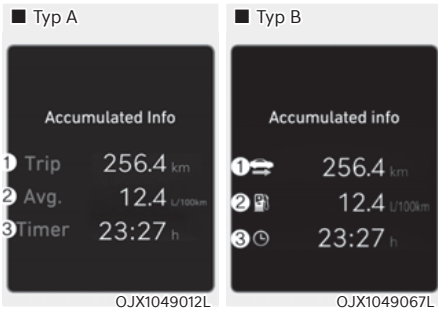 ■ Typ A
Accumulated Info
1 Trip 256.4 km
2 Avg. 12.4 L/100km
3 Timer 23:27 h
OJX1049012L
■ Typ B
Accumulated info
1 256.4 km
2 12.4 L/100km
3 23:27 h
OJX1049067L